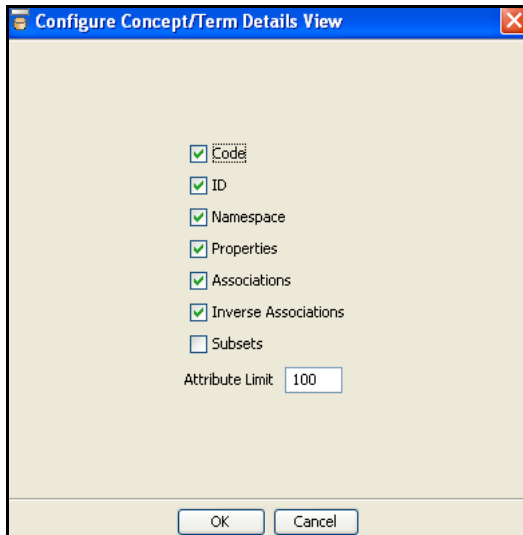 Configure Concept/Term Details View
Code
ID
Namespace
Properties
Associations
Inverse Associations
Subsets
Attribute Limit 100
OK Cancel